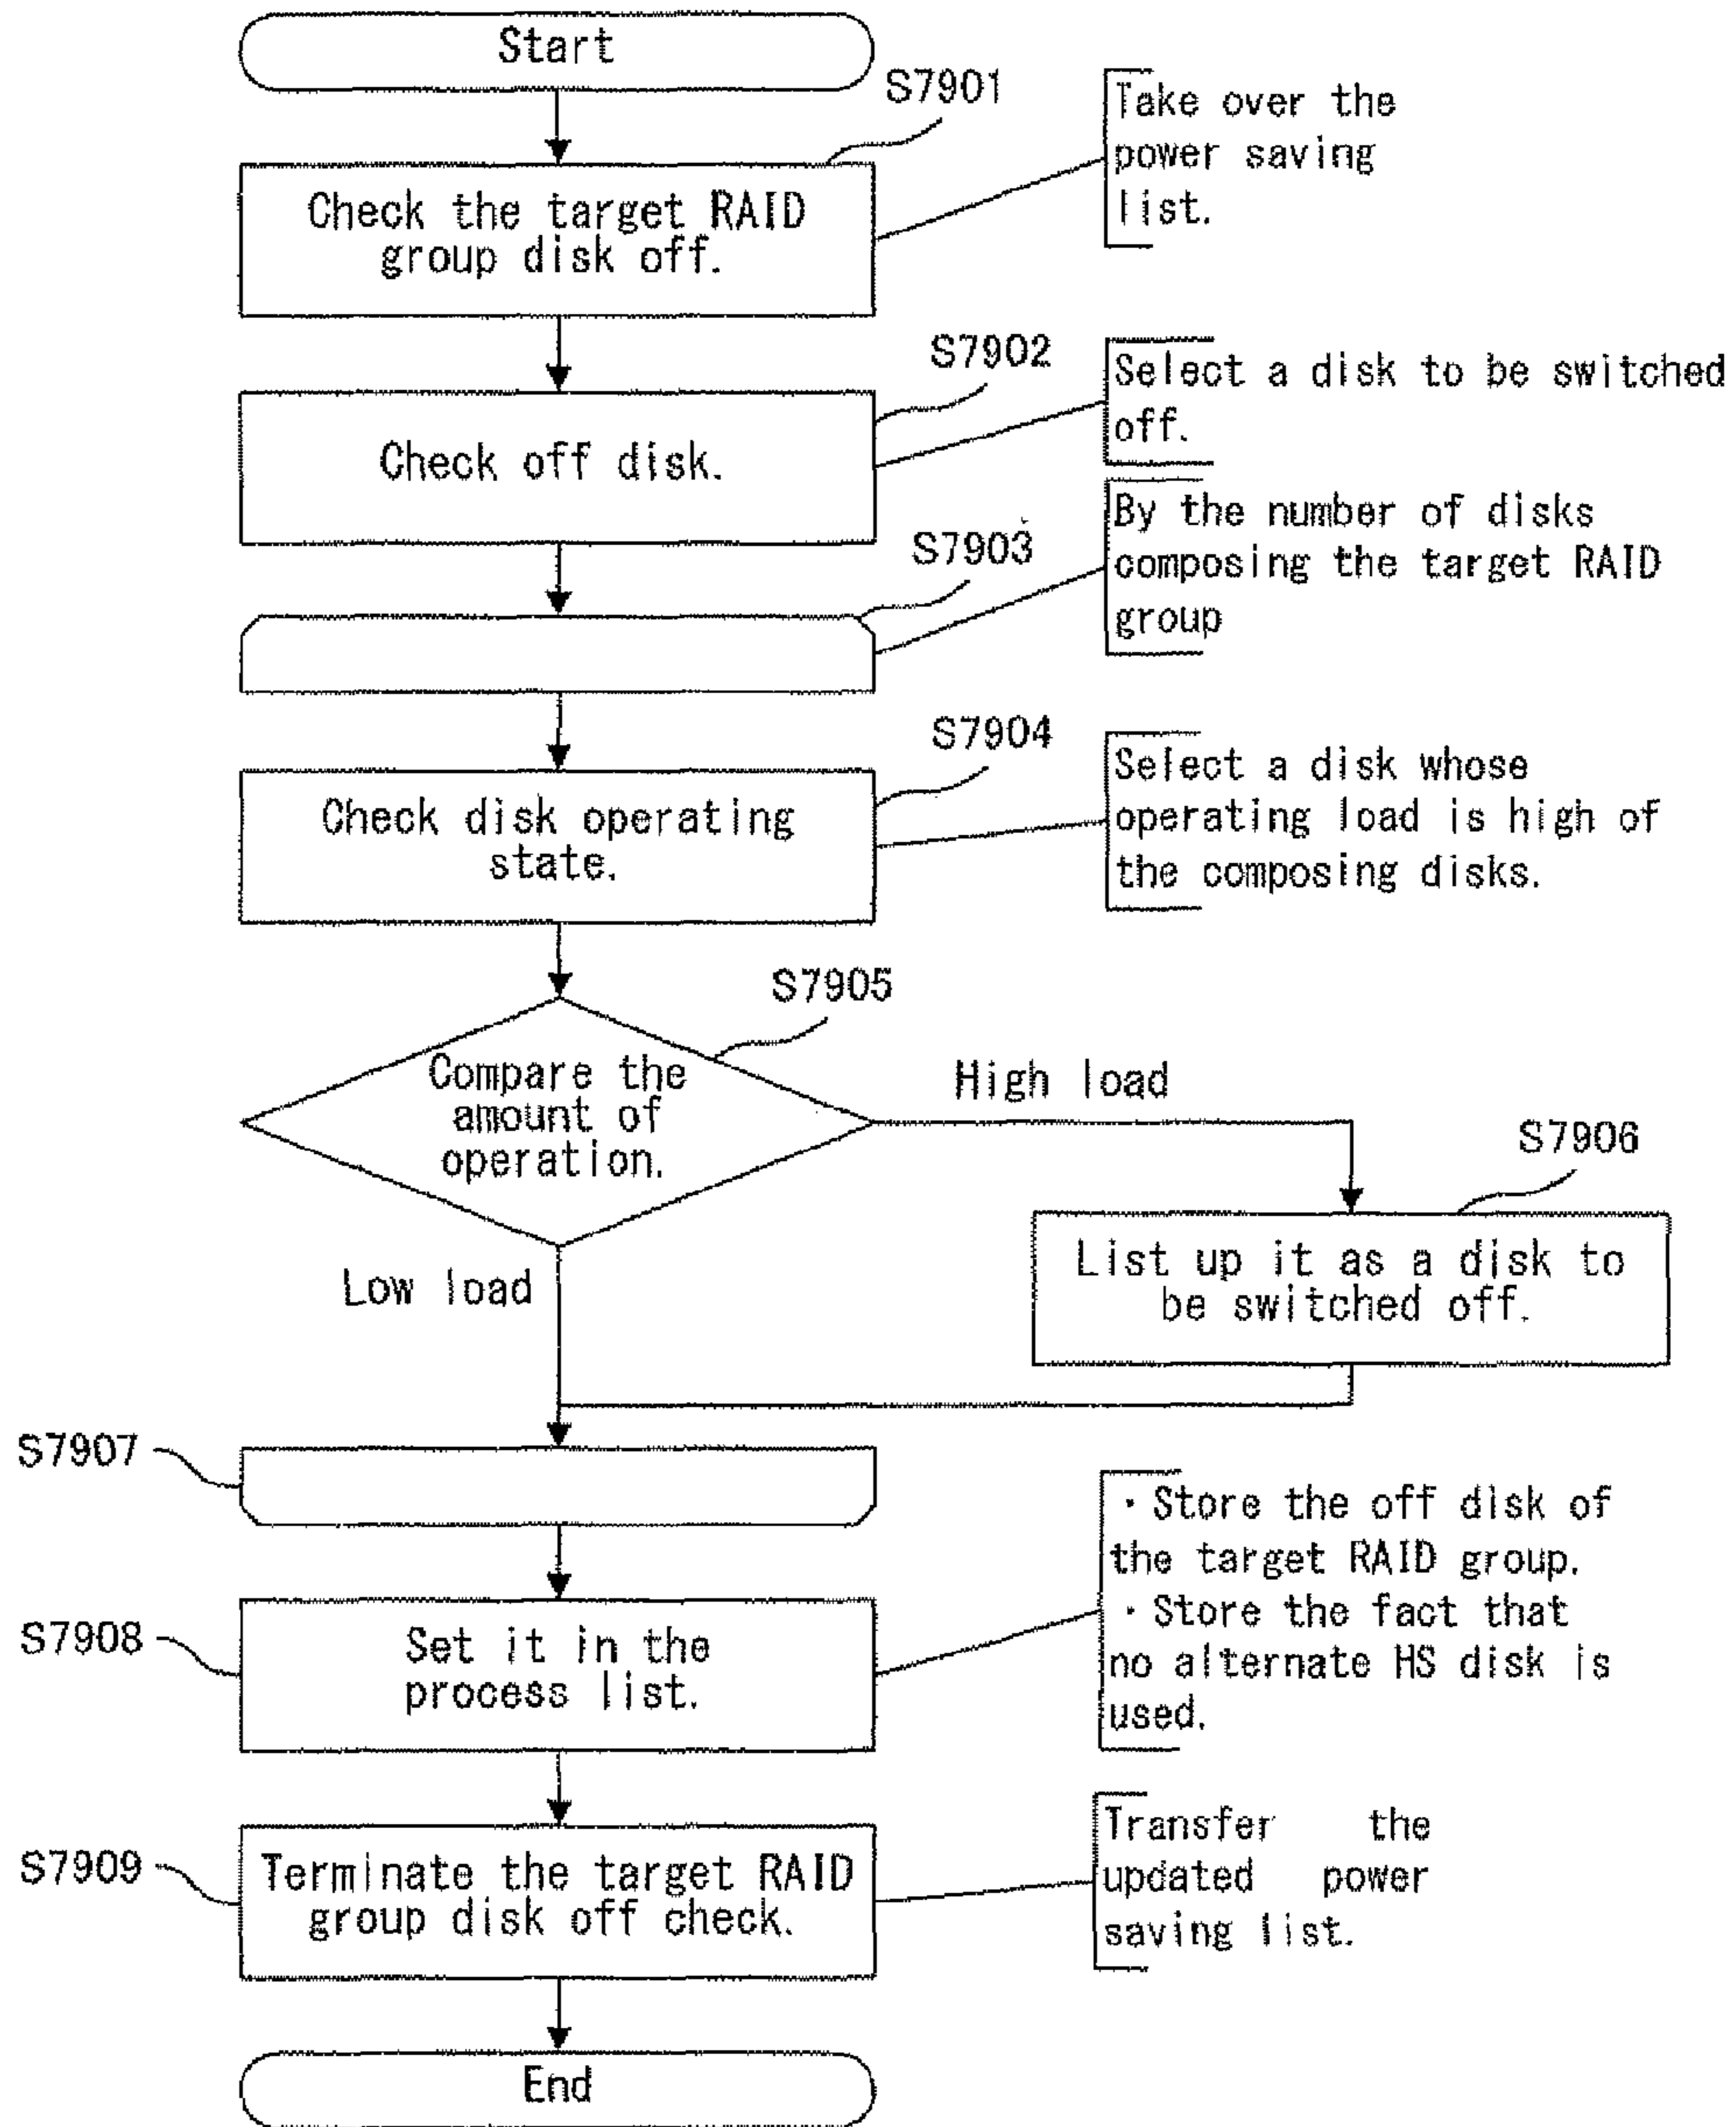 Start
S7901
Take over the
power saving
list.
Check the target RAID
group disk off.
S7902
Select a disk to be switched
off.
Check off disk.
S7903
By the number of disks
composing the target RAID
group
S7904
Select a disk whose
operating load is high of
the composing disks.
Check disk operating
state.
S7905
Compare the
amount of
operation.
High load
S7906
List up it as a disk to
be switched off.
Low load
S7907
・Store the off disk of
the target RAID group.
・Store the fact that
no alternate HS disk is
used.
S7908
Set it in the
process list.
S7909
Transfer the
updated power
saving list.
Terminate the target RAID
group disk off check.
End